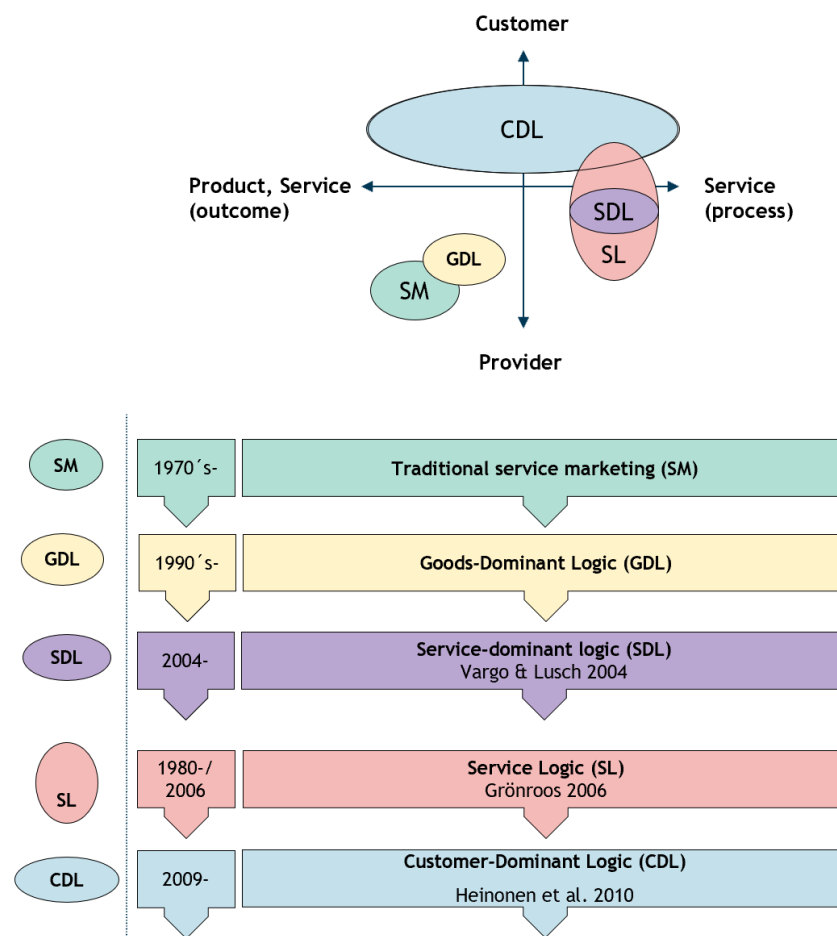 Customer
CDL
Product, Service
(outcome)
Service
(process)
SDL
SL
GDL
SM
Provider
SM
1970´s-
Traditional service marketing (SM)
GDL
1990´s-
Goods-Dominant Logic (GDL)
SDL
2004-
Service-dominant logic (SDL)
Vargo & Lusch 2004
SL
1980-/
2006
Service Logic (SL)
Grönroos 2006
CDL
2009-
Customer-Dominant Logic (CDL)
Heinonen et al. 2010